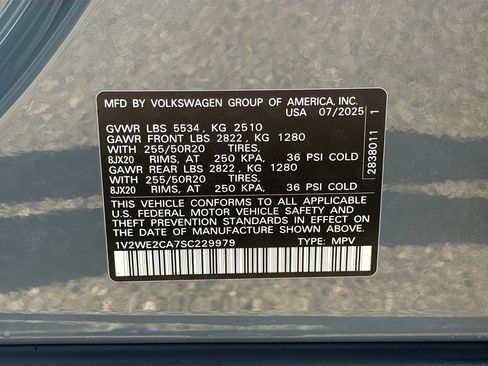 MFD BY VOLKSWAGEN GROUP OF AMERICA, INC.
USA 07/2025
GVWR LBS 5534 , KG 2510
GAWR FRONT LBS 2822 , KG 1280
WITH 255/50R20 TIRES,
8JX20 RIMS, AT 250 KPA, 36 PSI COLD
GAWR REAR LBS 2822 , KG 1280
WITH 255/50R20 TIRES,
8JX20 RIMS, AT 250 KPA, 36 PSI COLD
THIS VEHICLE CONFORMS TO ALL APPLICABLE
U.S. FEDERAL MOTOR VEHICLE SAFETY AND
THEFT PREVENTION STANDARDS IN EFFECT ON
THE DATE OF MANUFACTURE SHOWN ABOVE.
1V2WE2CA7SC229979 TYPE: MPV
2838011 1